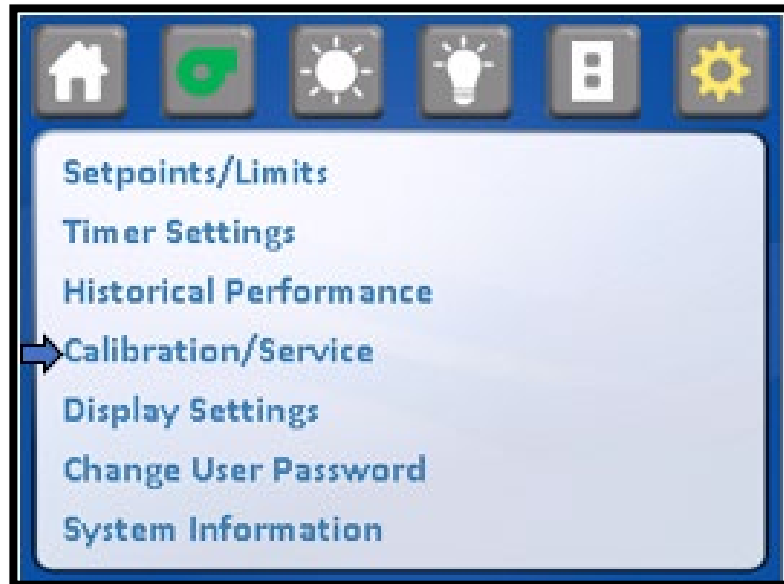 Setpoints/Limits
Timer Settings
Historical Performance
Calibration/Service
Display Settings
Change User Password
System Information